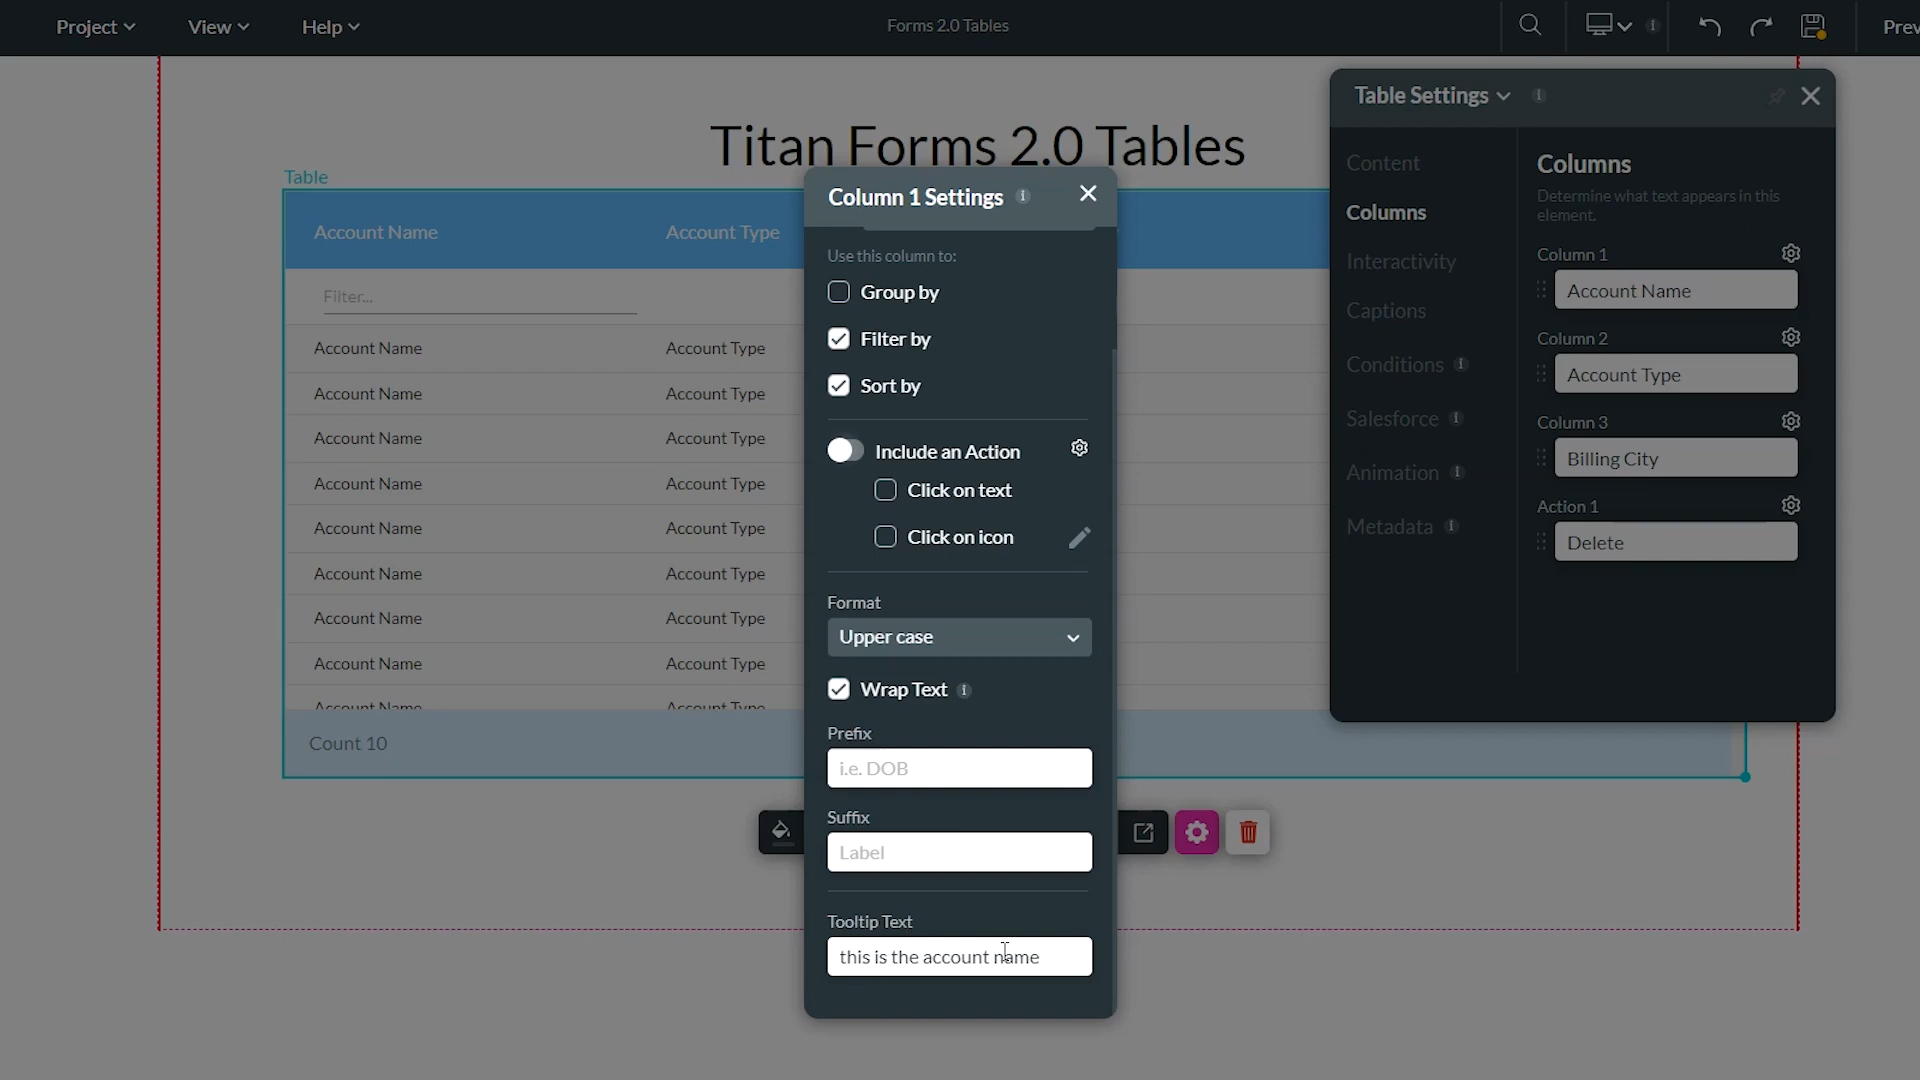 Project
View
Help
Forms 2.0 Tables
Prev
Titan Forms 2.0 Tables
Table
Account Name
Account Type
Filter...
Account Name Account Type
Account Name Account Type
Account Name Account Type
Account Name Account Type
Account Name Account Type
Account Name Account Type
Account Name Account Type
Account Name Account Type
Account Name Account Type
Count 10
Column 1 Settings
Use this column to:
Group by
Filter by
Sort by
Include an Action
Click on text
Click on icon
Format
Upper case
Wrap Text
Prefix
i.e. DOB
Suffix
Label
Tooltip Text
this is the account name
Table Settings
Content
Columns
Interactivity
Captions
Conditions
Salesforce
Animation
Metadata
Columns
Determine what text appears in this
element.
Column 1
Account Name
Column 2
Account Type
Column 3
Billing City
Action 1
Delete